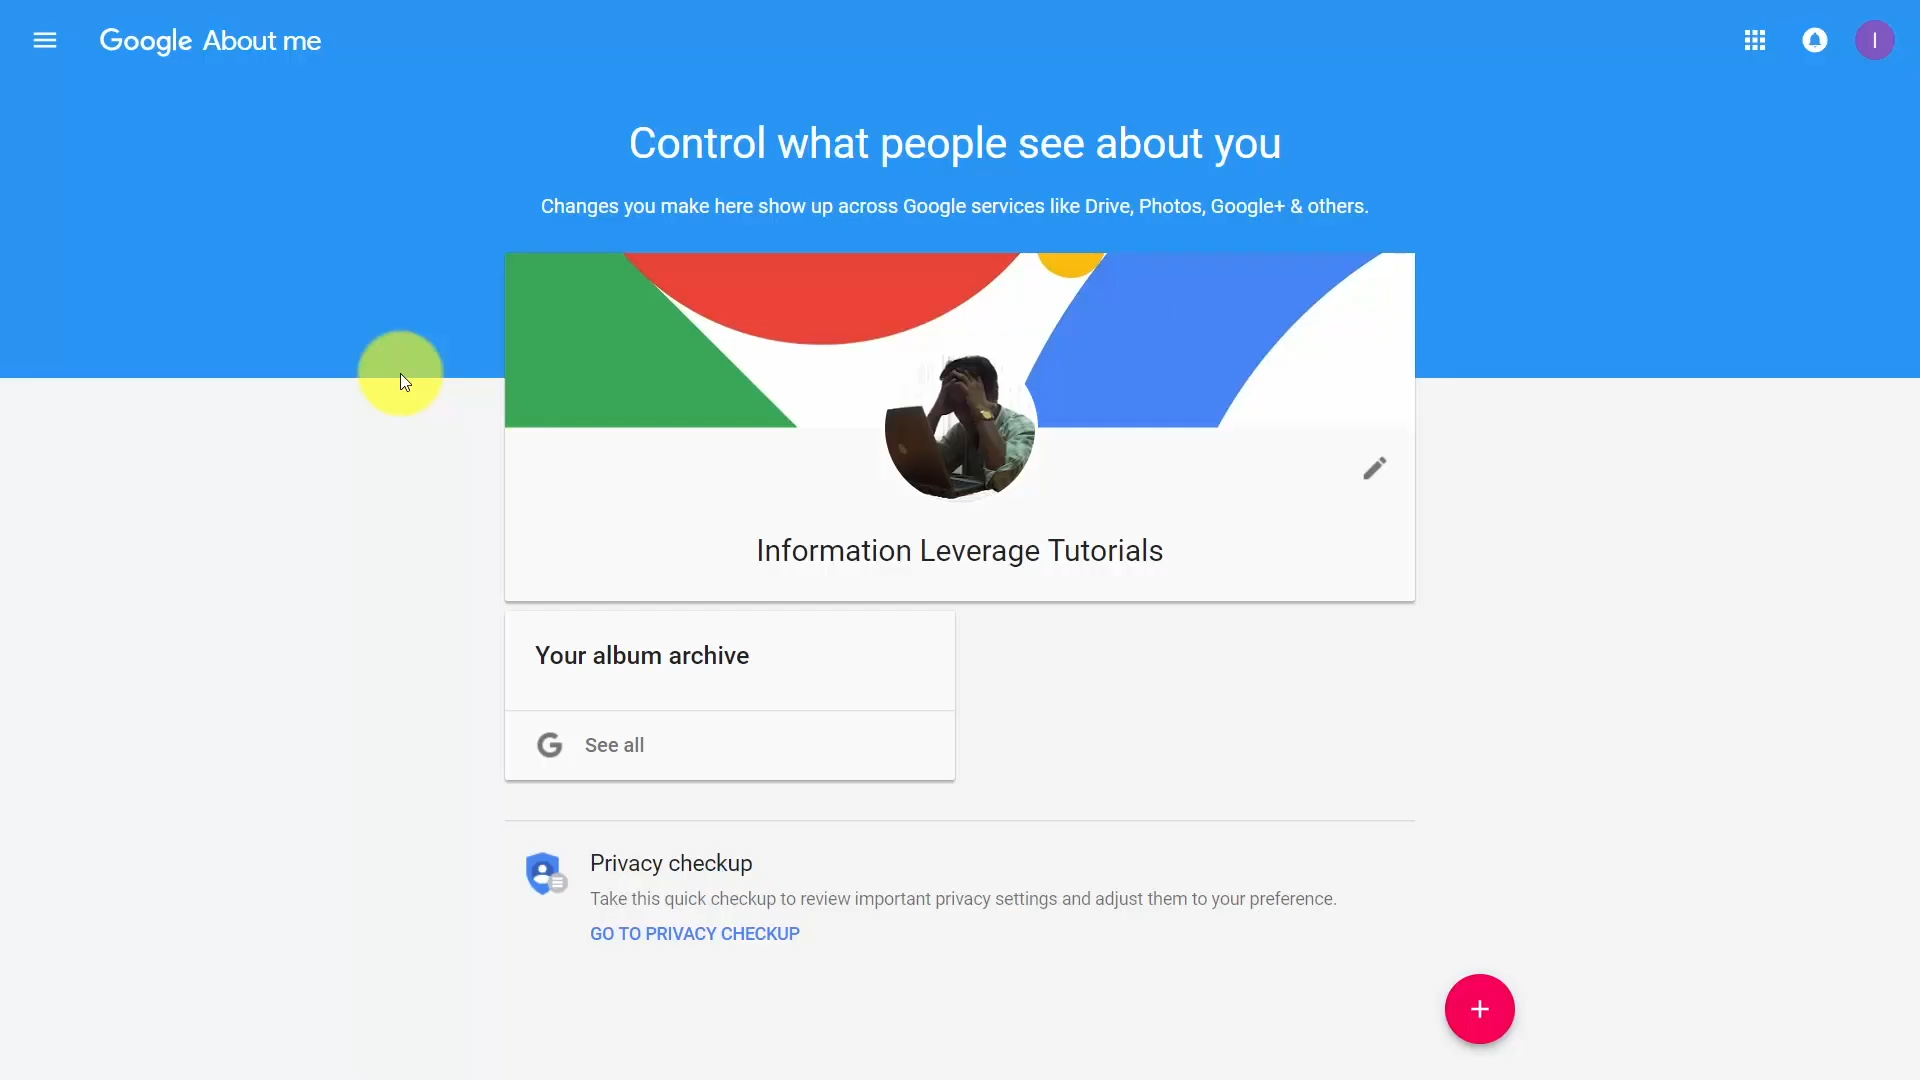 Google About me
I
Control what people see about you
Changes you make here show up across Google services like Drive, Photos, Google+ & others.
Information Leverage Tutorials
Your album archive
G See all
Privacy checkup
Take this quick checkup to review important privacy settings and adjust them to your preference.
GO TO PRIVACY CHECKUP
+